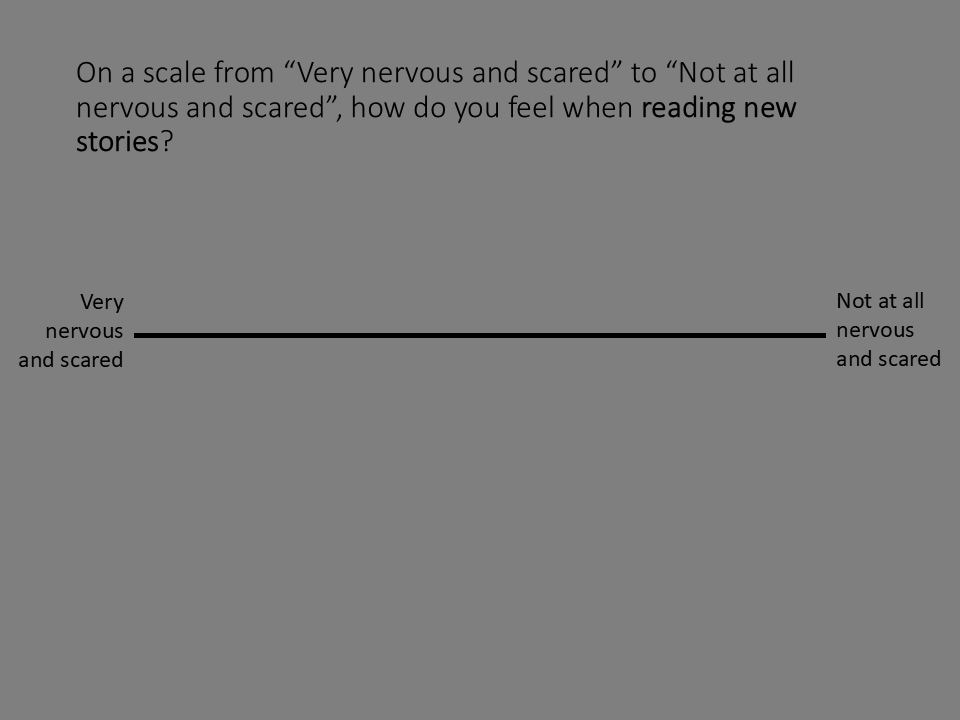 On a scale from “Very nervous and scared” to “Not at all
nervous and scared”, how do you feel when reading new
stories?
Very
nervous
and scared
Not at all
nervous
and scared